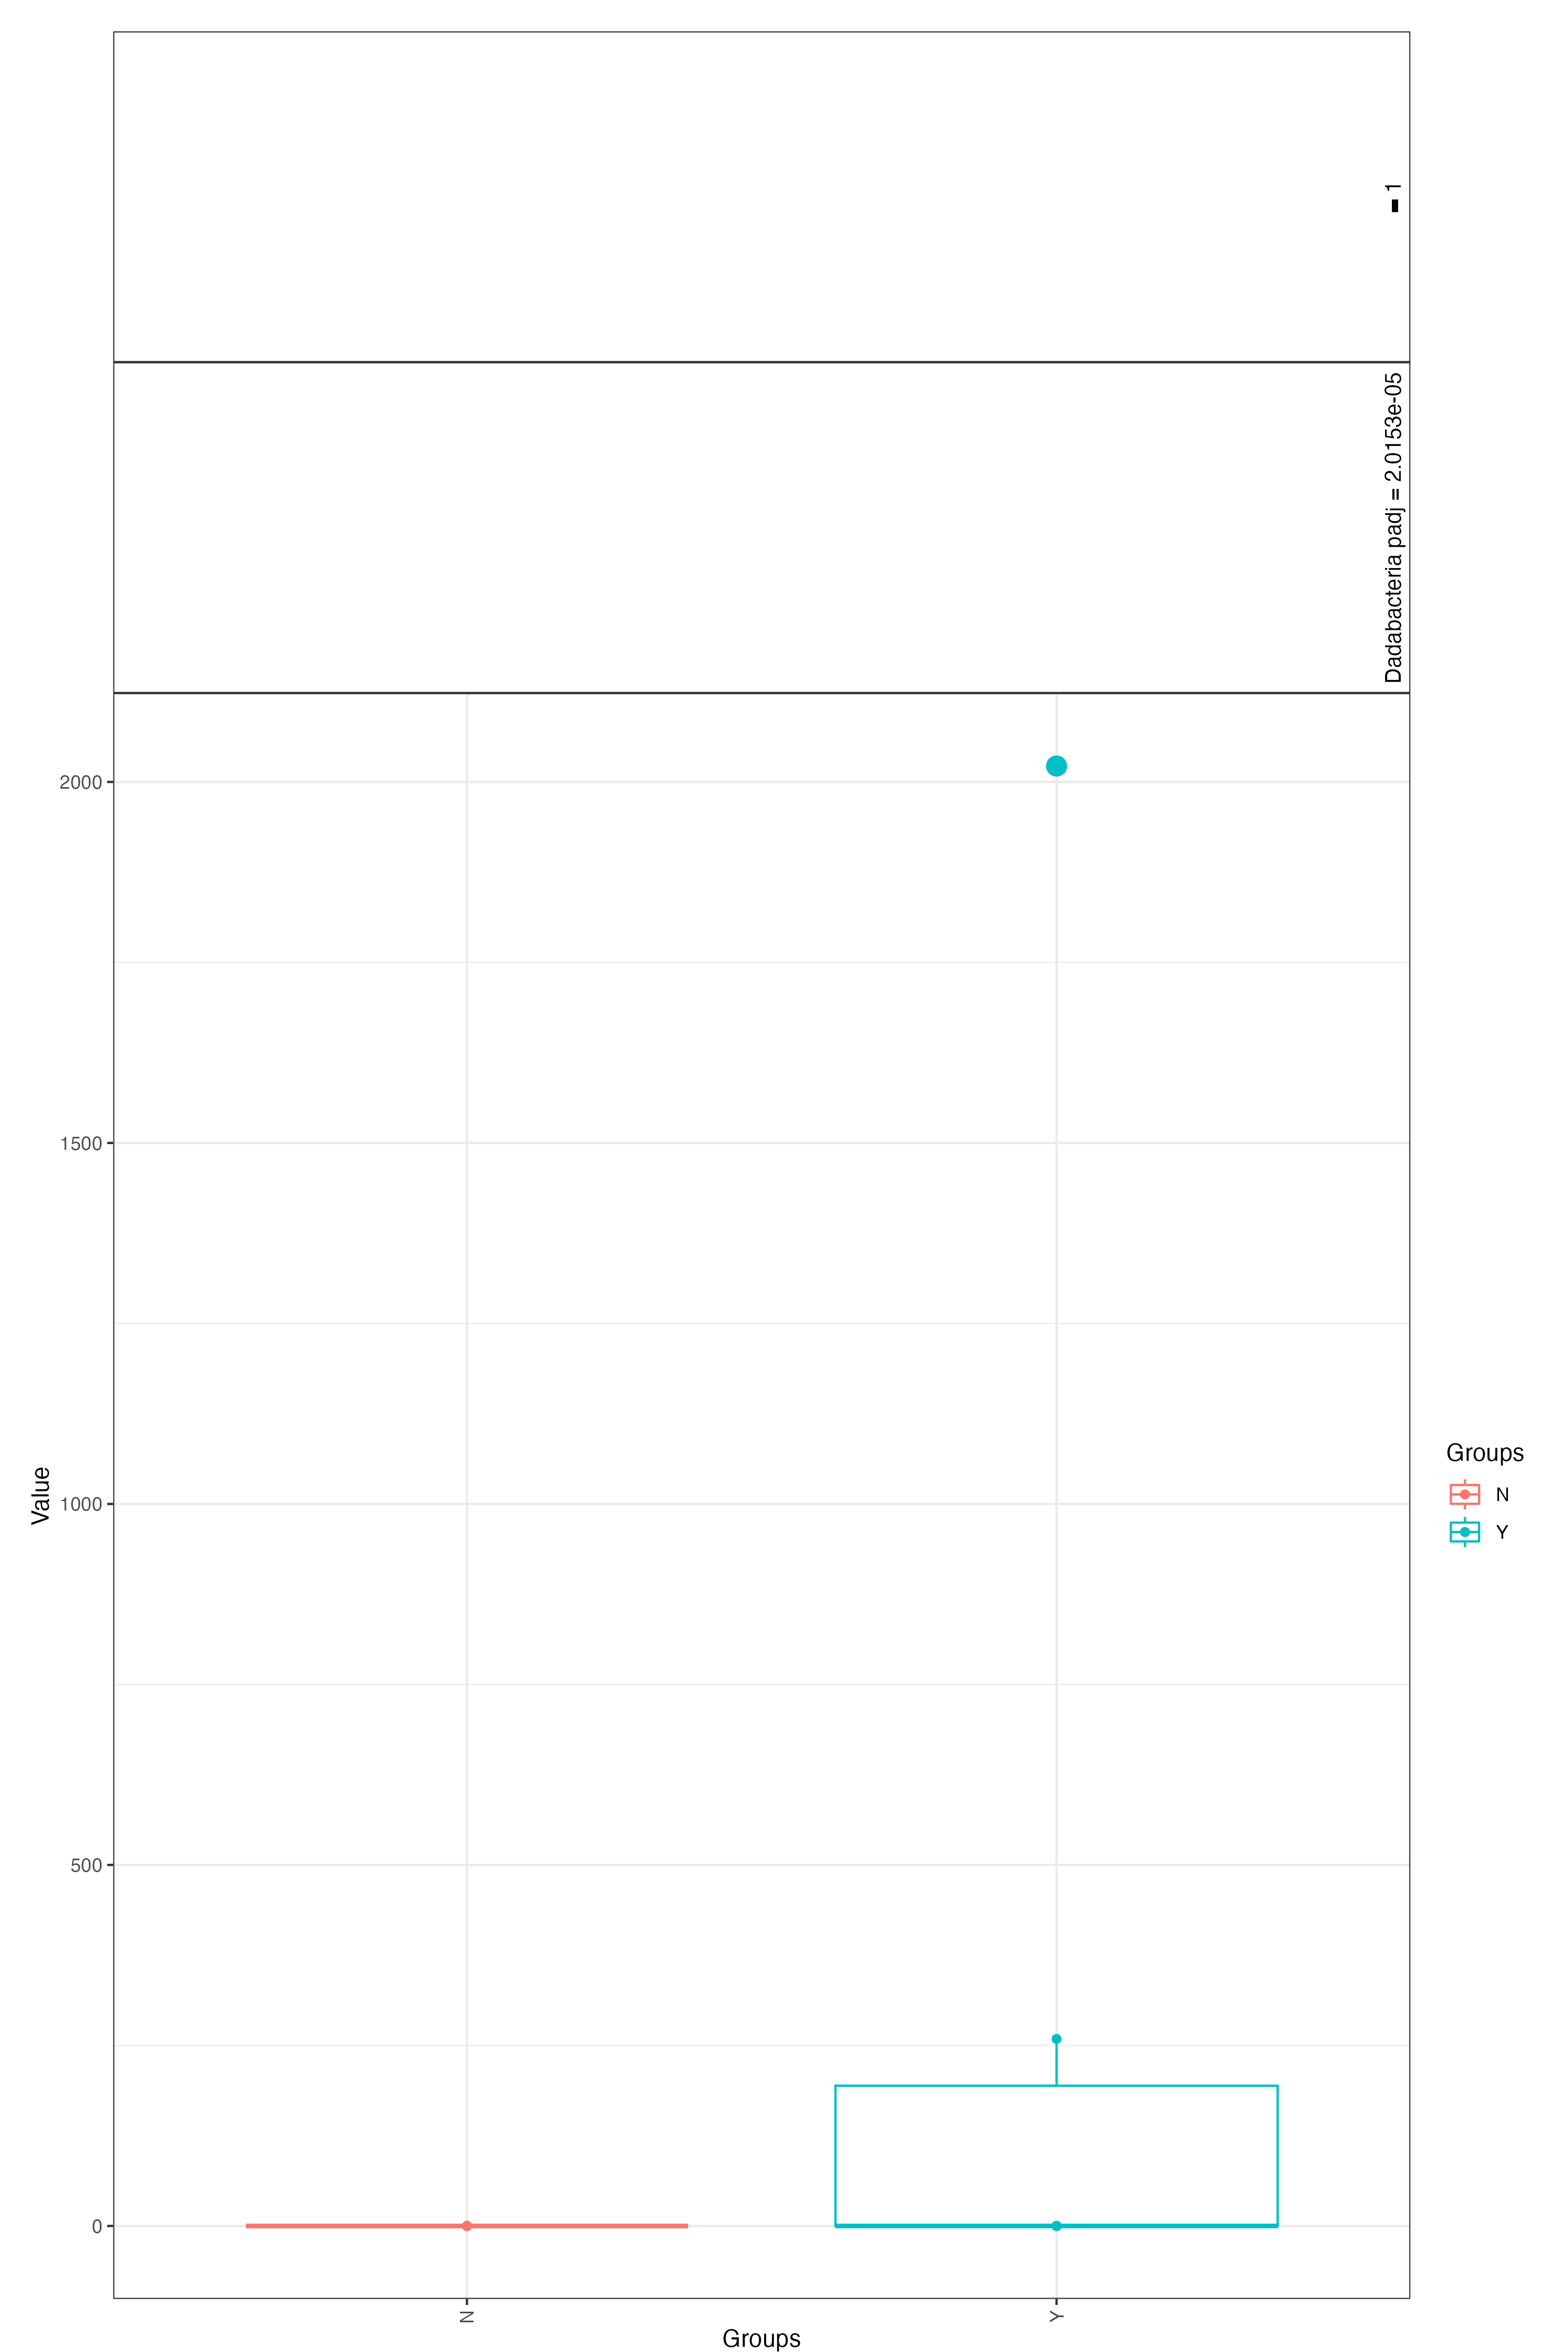 1
Dadabacteria padj = 2.0153e-05
2000
1500
1000
500
0
Value
N
Y
Groups
Groups
N
Y